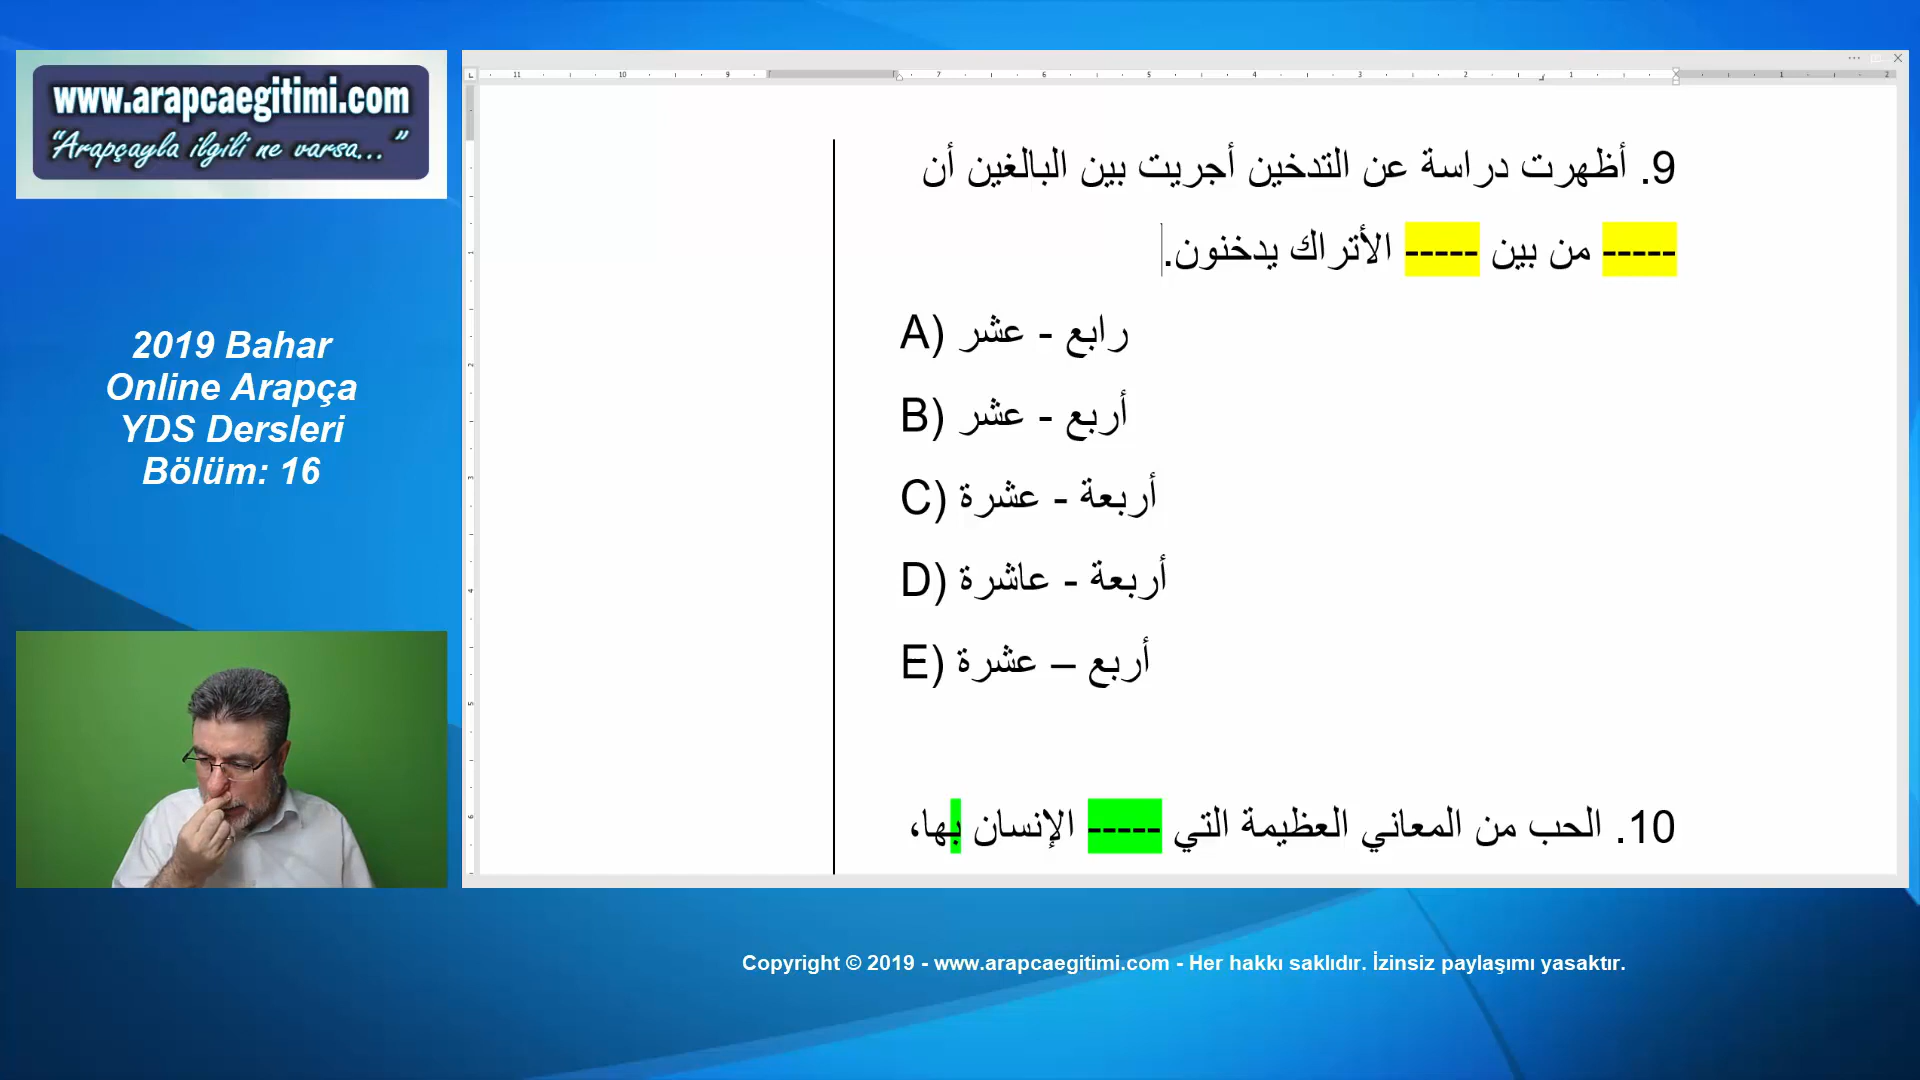 www.arapcaegitimi.com
“Arapçayla ilgili ne varsa...”
2019 Bahar
Online Arapça
YDS Dersleri
Bölüm: 16
9. أظهرت دراسة عن التدخين أجريت بين البالغين أن
----- من بين ----- الأتراك يدخنون.
A) رابع - عشر
B) أربع - عشر
C) أربعة - عشرة
D) أربعة - عاشرة
E) أربع – عشرة
10. الحب من المعاني العظيمة التي ----- الإنسان بها،
Copyright © 2019 - www.arapcaegitimi.com - Her hakkı saklıdır. İzinsiz paylaşımı yasaktır.